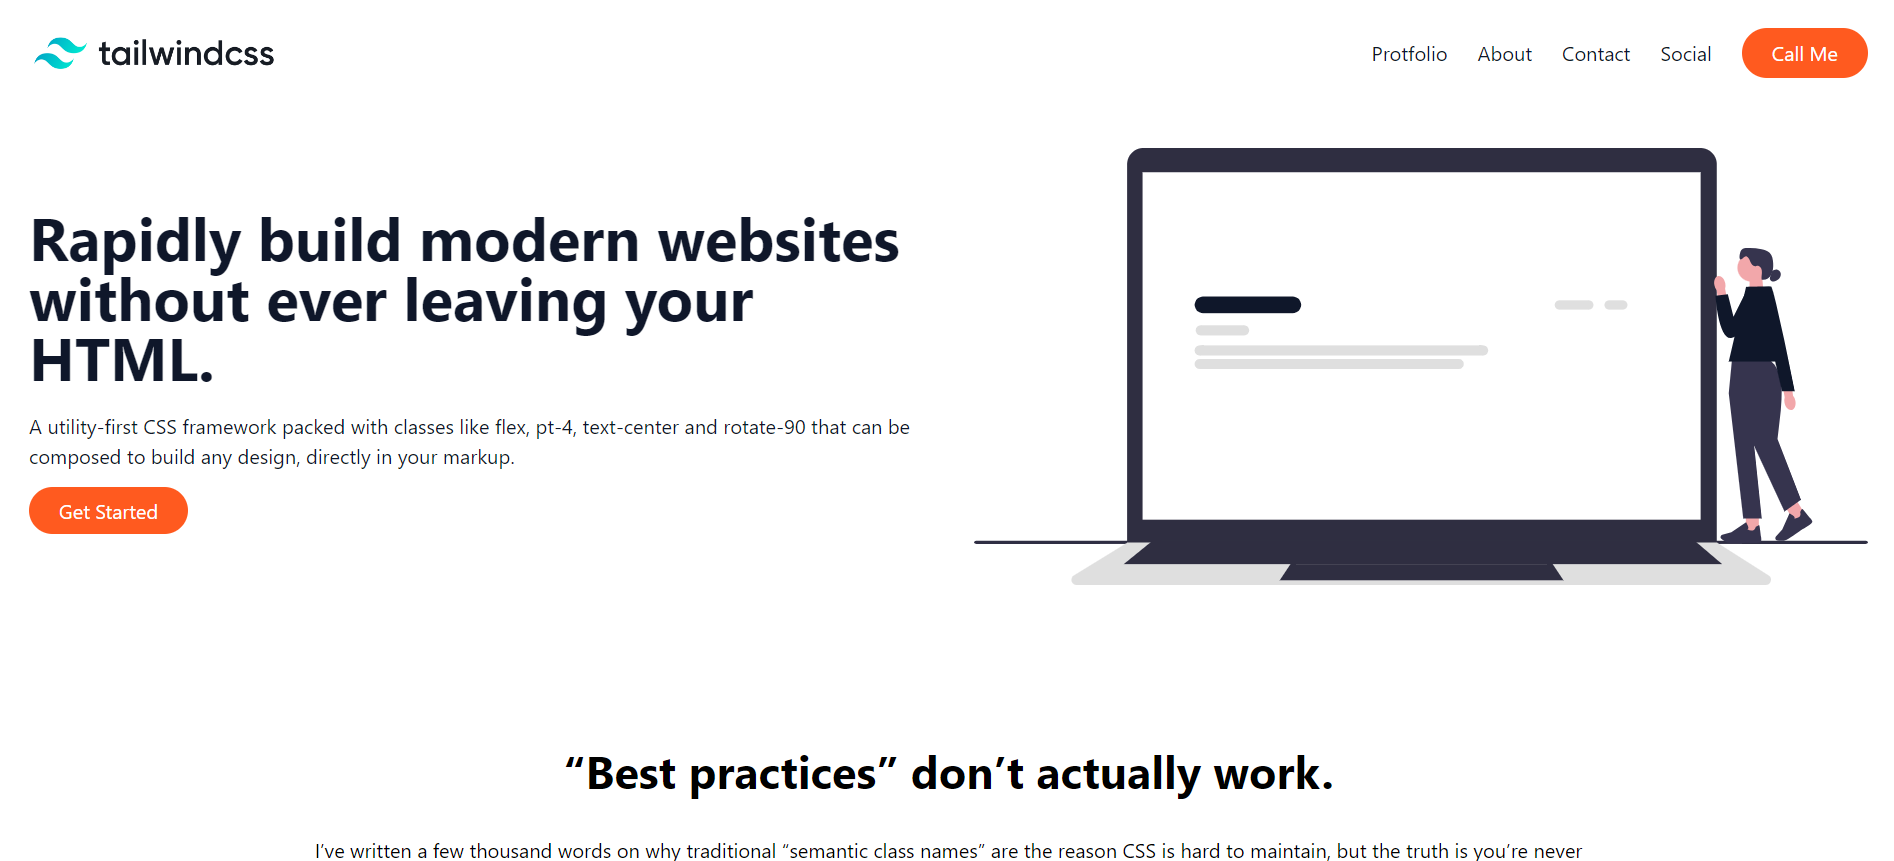 tailwindcss
Protfolio About Contact Social Call Me
Rapidly build modern websites
without ever leaving your
HTML.
A utility-first CSS framework packed with classes like flex, pt-4, text-center and rotate-90 that can be
composed to build any design, directly in your markup.
Get Started
“Best practices” don’t actually work.
I’ve written a few thousand words on why traditional “semantic class names” are the reason CSS is hard to maintain, but the truth is you’re never